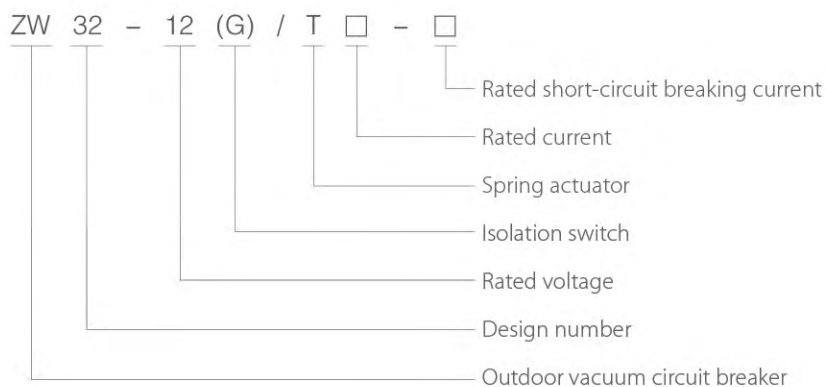 ZW 32 – 12 (G) / T □ – □
Rated short-circuit breaking current
Rated current
Spring actuator
Isolation switch
Rated voltage
Design number
Outdoor vacuum circuit breaker